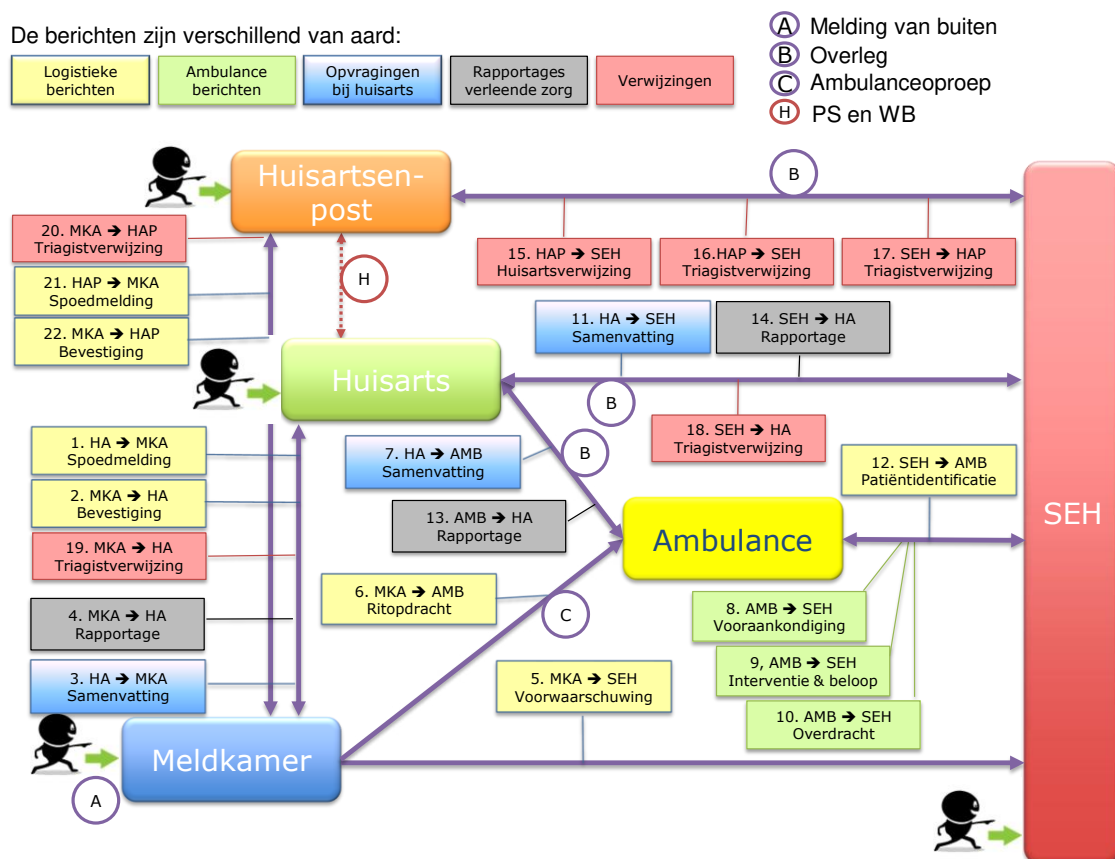 De berichten zijn verschillend van aard:
Logistieke
berichten
Ambulance
berichten
Opvragingen
bij huisarts
Rapportages
verleende zorg
Verwijzingen
A Melding van buiten
B Overleg
C Ambulanceoproep
H PS en WB
Huisartsen-
post
B
20. MKA ➔ HAP
Triagistverwijzing
21. HAP ➔ MKA
Spoedmelding
22. MKA ➔ HAP
Bevestiging
H
15. HAP ➔ SEH
Huisartsverwijzing
16.HAP ➔ SEH
Triagistverwijzing
17. SEH ➔ HAP
Triagistverwijzing
11. HA ➔ SEH
Samenvatting
14. SEH ➔ HA
Rapportage
Huisarts
B
18. SEH ➔ HA
Triagistverwijzing
1. HA ➔ MKA
Spoedmelding
2. MKA ➔ HA
Bevestiging
19. MKA ➔ HA
Triagistverwijzing
4. MKA ➔ HA
Rapportage
3. HA ➔ MKA
Samenvatting
7. HA ➔ AMB
Samenvatting
B
13. AMB ➔ HA
Rapportage
12. SEH ➔ AMB
Patiëntidentificatie
SEH
Ambulance
6. MKA ➔ AMB
Ritopdracht
C
8. AMB ➔ SEH
Vooraankondiging
9, AMB ➔ SEH
Interventie & beloop
10. AMB ➔ SEH
Overdracht
5. MKA ➔ SEH
Voorwaarschuwing
Meldkamer
A